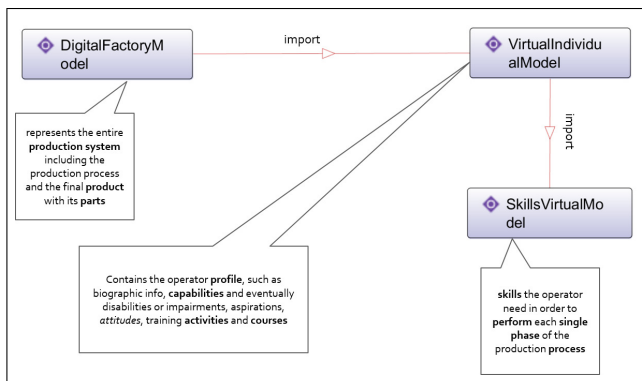 import
DigitalFactoryM
odel
VirtualIndividu
alModel
represents the entire
production system
including the
production process
and the final product
with its parts
import
SkillsVirtualMo
del
Contains the operator profile, such as
biographic info, capabilities and eventually
disabilities or impairments, aspirations,
attitudes, training activities and courses
skills the operator
need in order to
perform each single
phase of the
production process